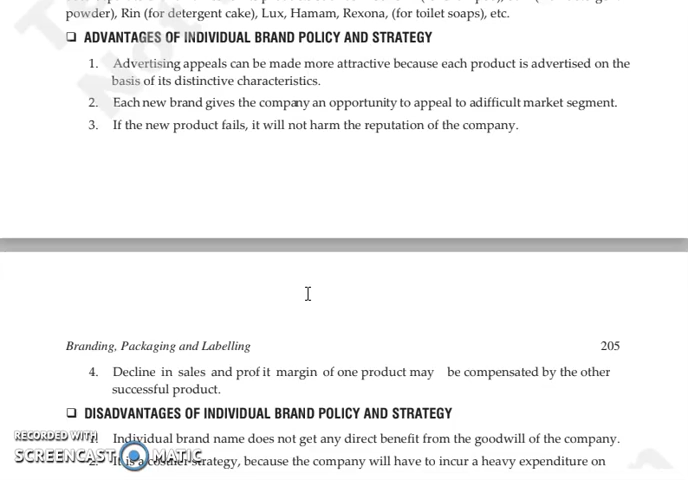 powder), Rin (for detergent cake), Lux, Hamam, Rexona, (for toilet soaps), etc.
❑ ADVANTAGES OF INDIVIDUAL BRAND POLICY AND STRATEGY
1. Advertising appeals can be made more attractive because each product is advertised on the
basis of its distinctive characteristics.
2. Each new brand gives the company an opportunity to appeal to adifficult market segment.
3. If the new product fails, it will not harm the reputation of the company.
Branding, Packaging and Labelling 205
4. Decline in sales and profit margin of one product may be compensated by the other
successful product.
❑ DISADVANTAGES OF INDIVIDUAL BRAND POLICY AND STRATEGY
Individual brand name does not get any direct benefit from the goodwill of the company.
2. It is a costlier strategy, because the company will have to incur a heavy expenditure on
RECORDED WITH
SCREENCAST MATIC